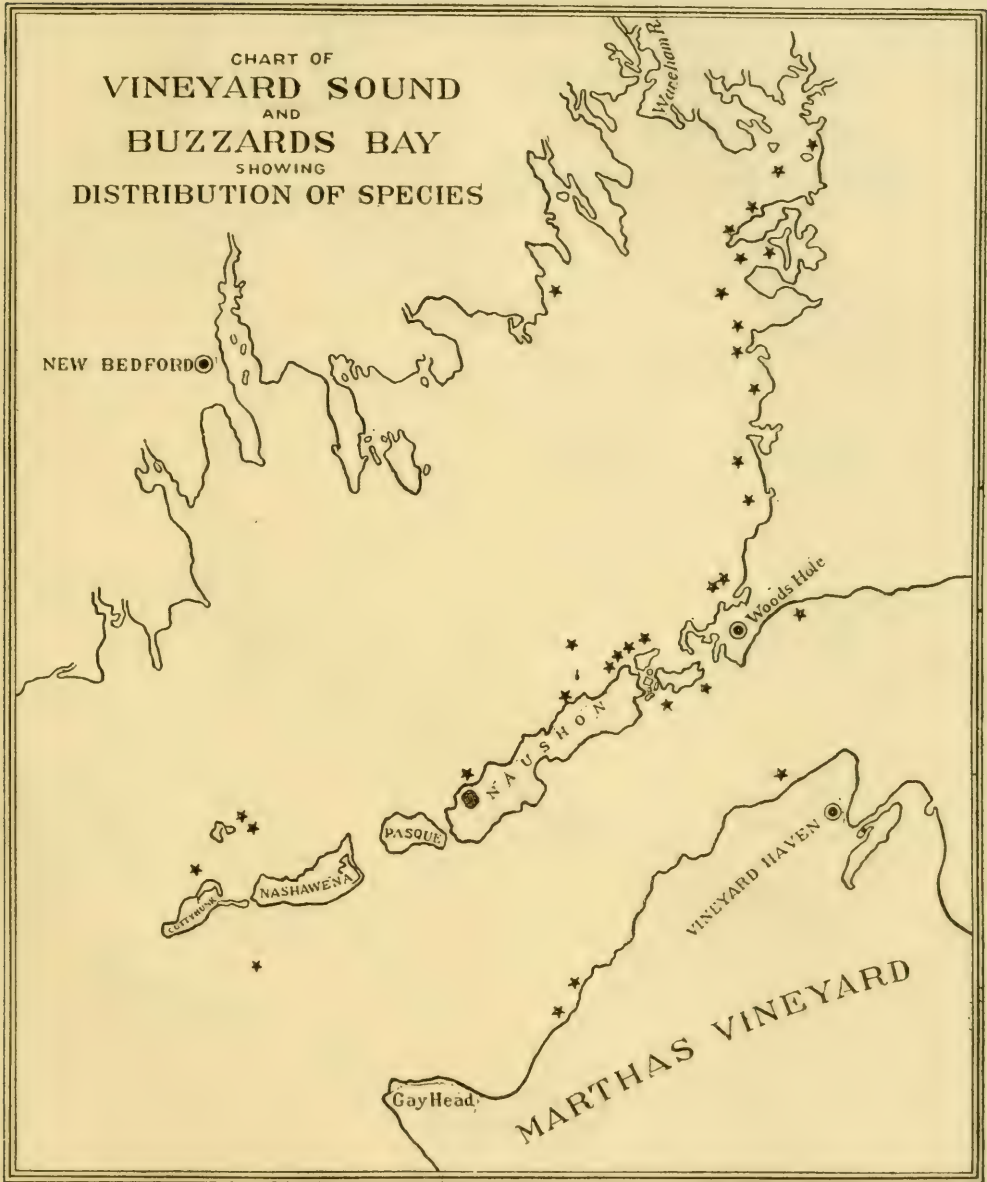 CHART OF
VINEYARD SOUND
AND
BUZZARDS BAY
SHOWING
DISTRIBUTION OF SPECIES
Wareham R.
NEW BEDFORD
Woods Hole
NAUSHON
PASQUE
NASHAWENA
CUTTYHUNK
VINEYARD HAVEN
MARTHAS VINEYARD
Gay Head